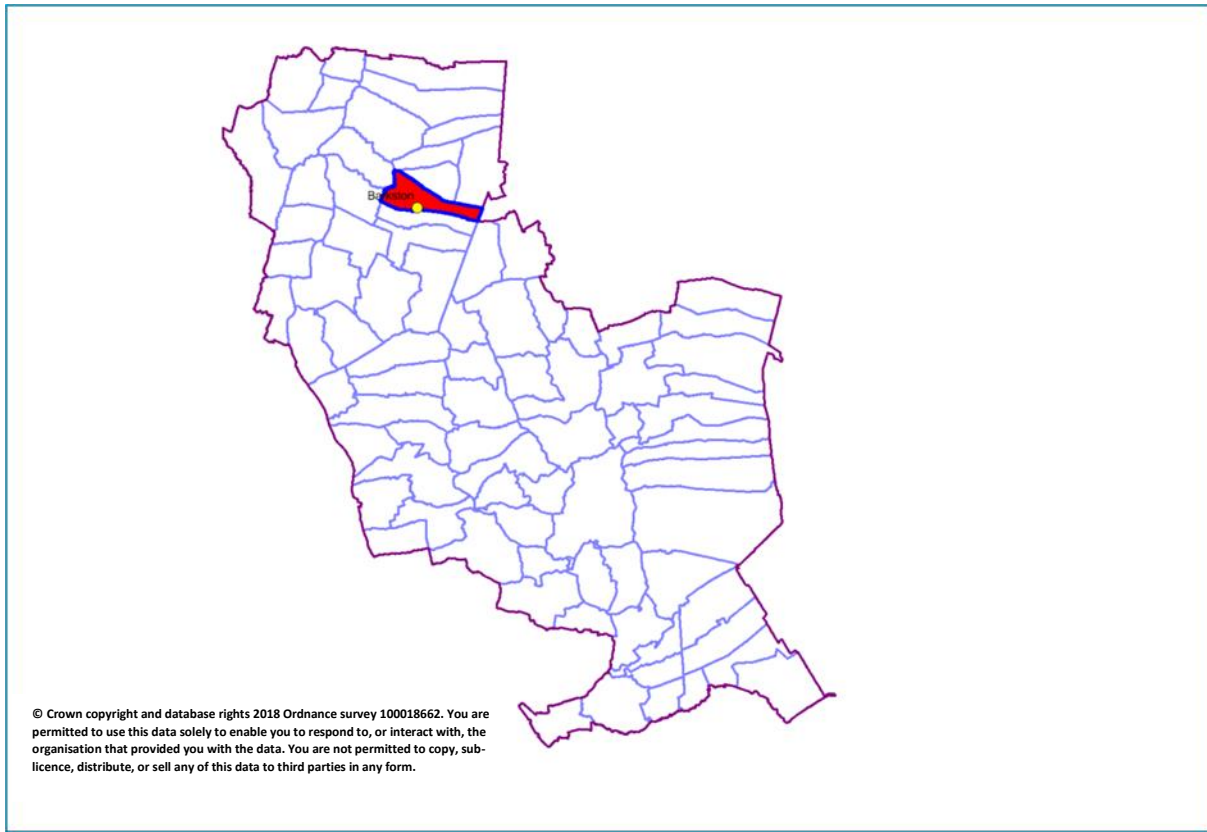 Barkston
© Crown copyright and database rights 2018 Ordnance survey 100018662. You are
permitted to use this data solely to enable you to respond to, or interact with, the
organisation that provided you with the data. You are not permitted to copy, sub-
licence, distribute, or sell any of this data to third parties in any form.